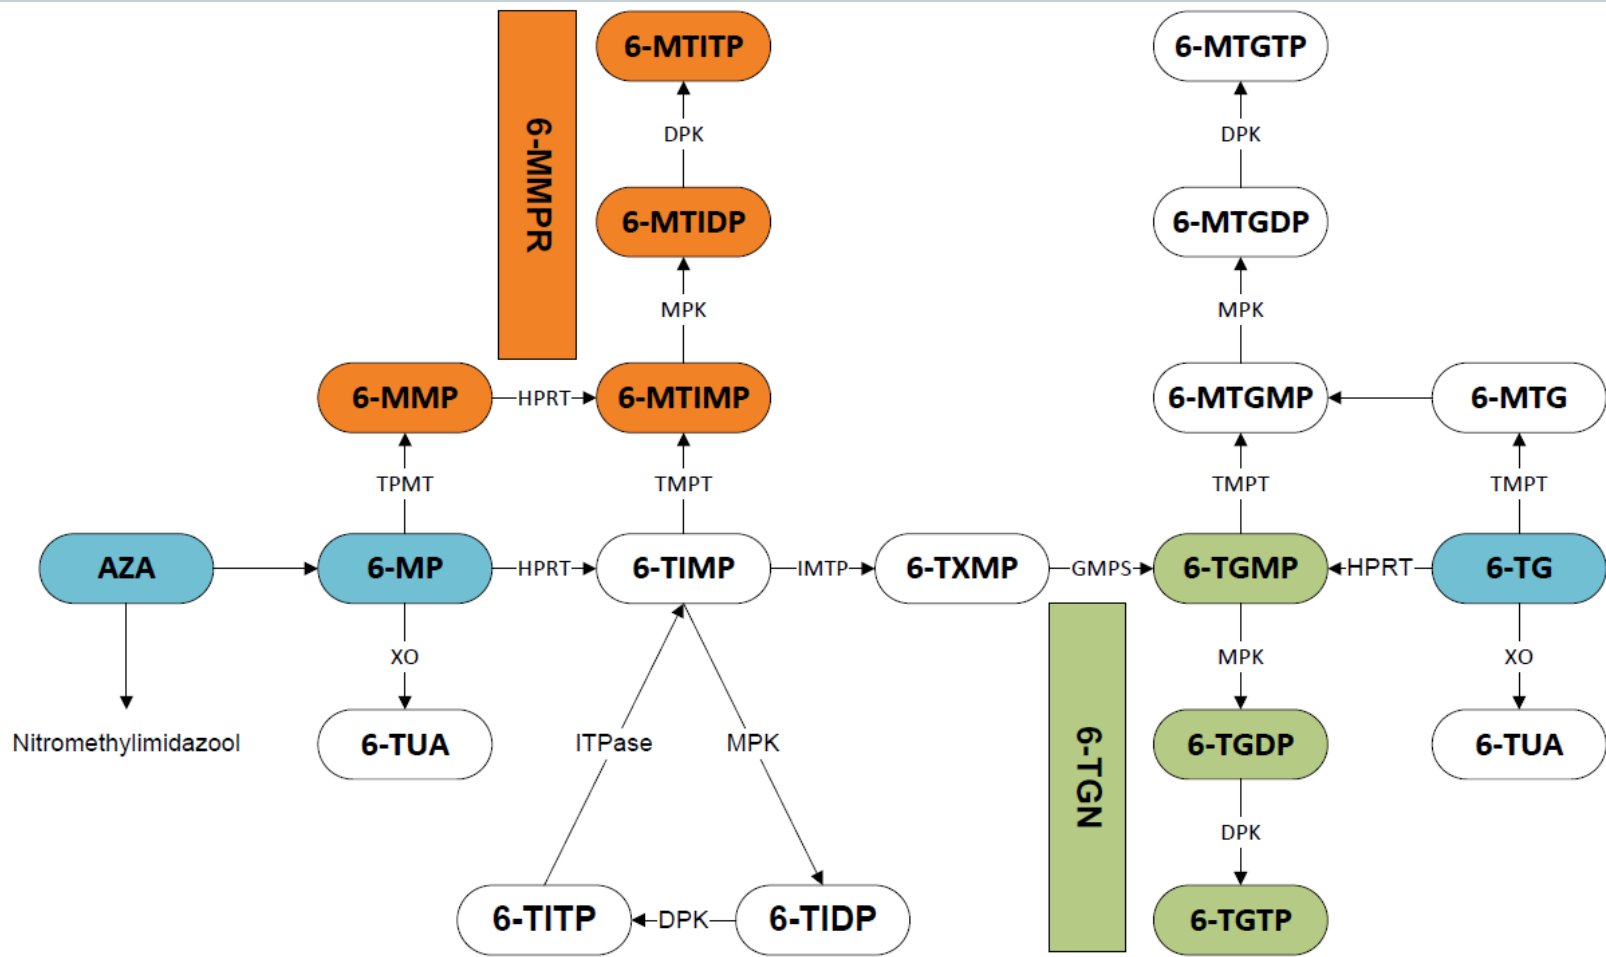 6-MTITP
6-MTGTP
6-MMPR
DPK
DPK
6-MTIDP
6-MTGDP
MPK
MPK
6-MMP
HPRT
6-MTIMP
6-MTGMP
6-MTG
TPMT
TMPT
TMPT
TMPT
AZA
6-MP
HPRT
6-TIMP
IMTP
6-TXMP
GMPS
6-TGMP
HPRT
6-TG
XO
MPK
XO
Nitromethylimidazool
6-TUA
ITPase
MPK
6-TGN
6-TGDP
6-TUA
DPK
6-TITP
DPK
6-TIDP
6-TGTP